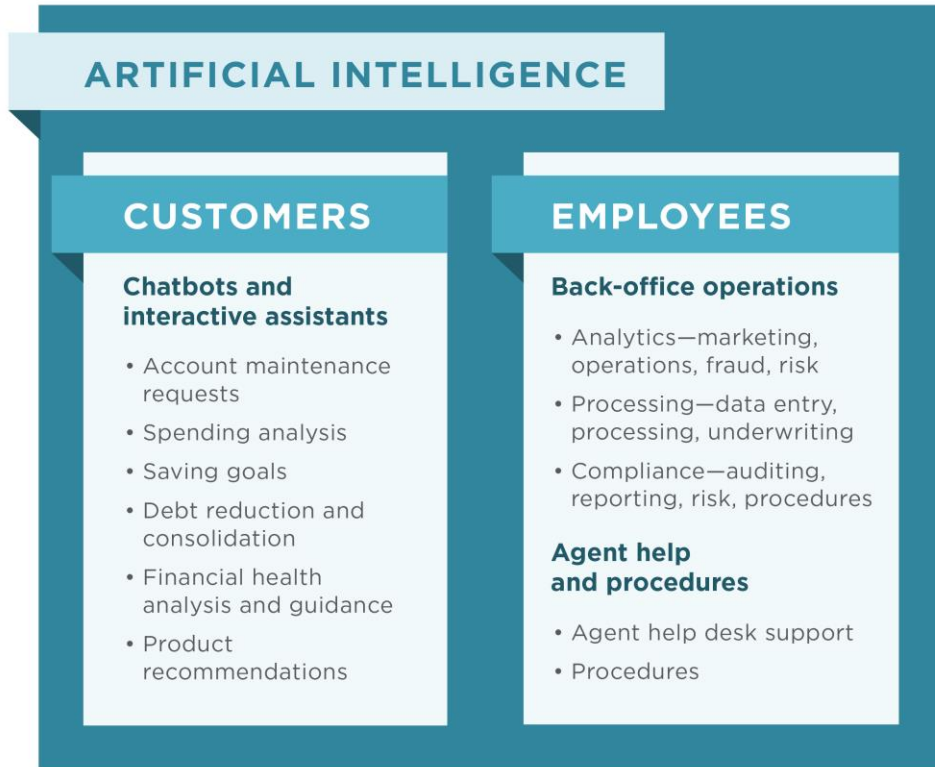 ARTIFICIAL INTELLIGENCE
CUSTOMERS
Chatbots and
interactive assistants
• Account maintenance
requests
• Spending analysis
• Saving goals
• Debt reduction and
consolidation
• Financial health
analysis and guidance
• Product
recommendations
EMPLOYEES
Back-office operations
• Analytics—marketing,
operations, fraud, risk
• Processing—data entry,
processing, underwriting
• Compliance—auditing,
reporting, risk, procedures
Agent help
and procedures
• Agent help desk support
• Procedures